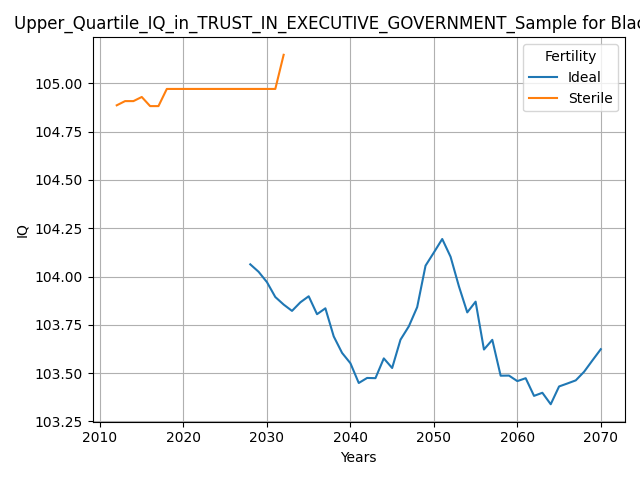 Upper_Quartile_IQ_in_TRUST_IN_EXECUTIVE_GOVERNMENT_Sample for Blac
Fertility
Ideal
Sterile
105.00
104.75
104.50
104.25
104.00
103.75
103.50
103.25
IQ
2010 2020 2030 2040 2050 2060 2070
Years